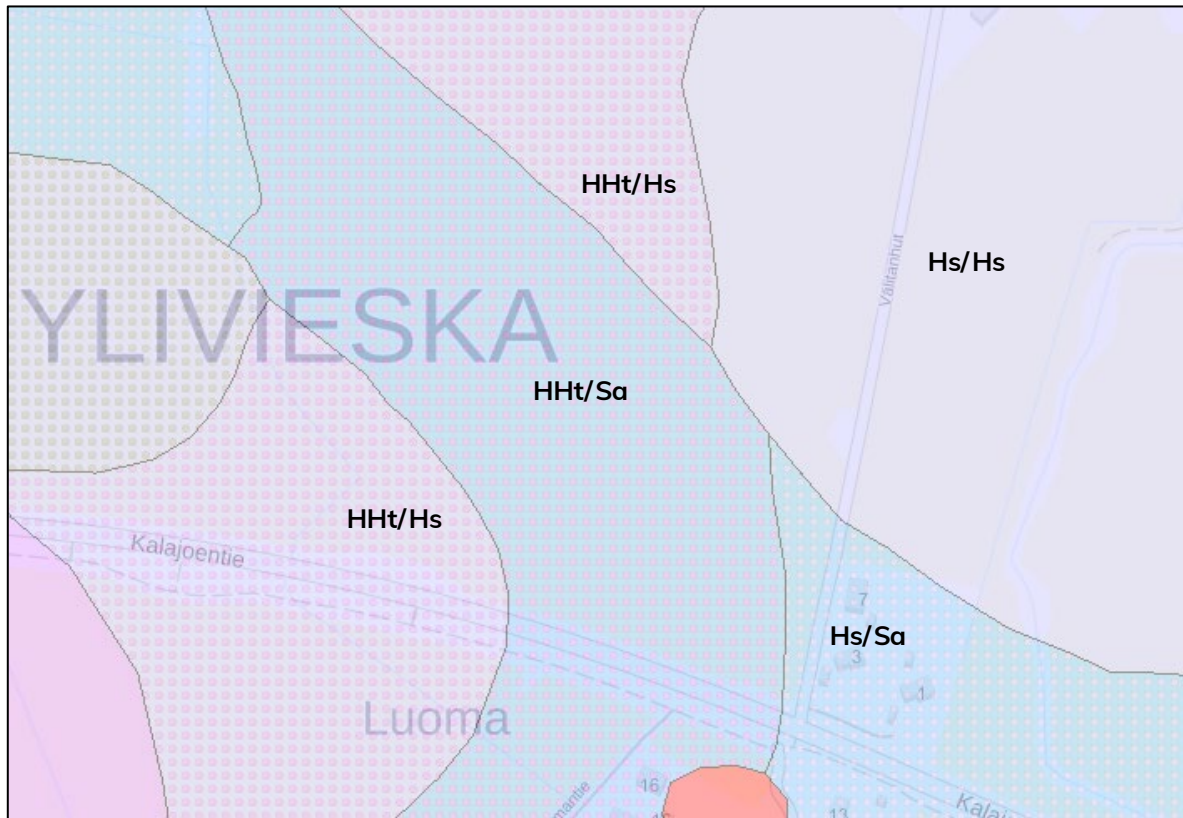 HHt/Hs
Hs/Hs
Välitanhut
YLIVIESKA
HHt/Sa
HHt/Hs
Kalajoentie
7
Hs/Sa
3
1
Luoma
16
13